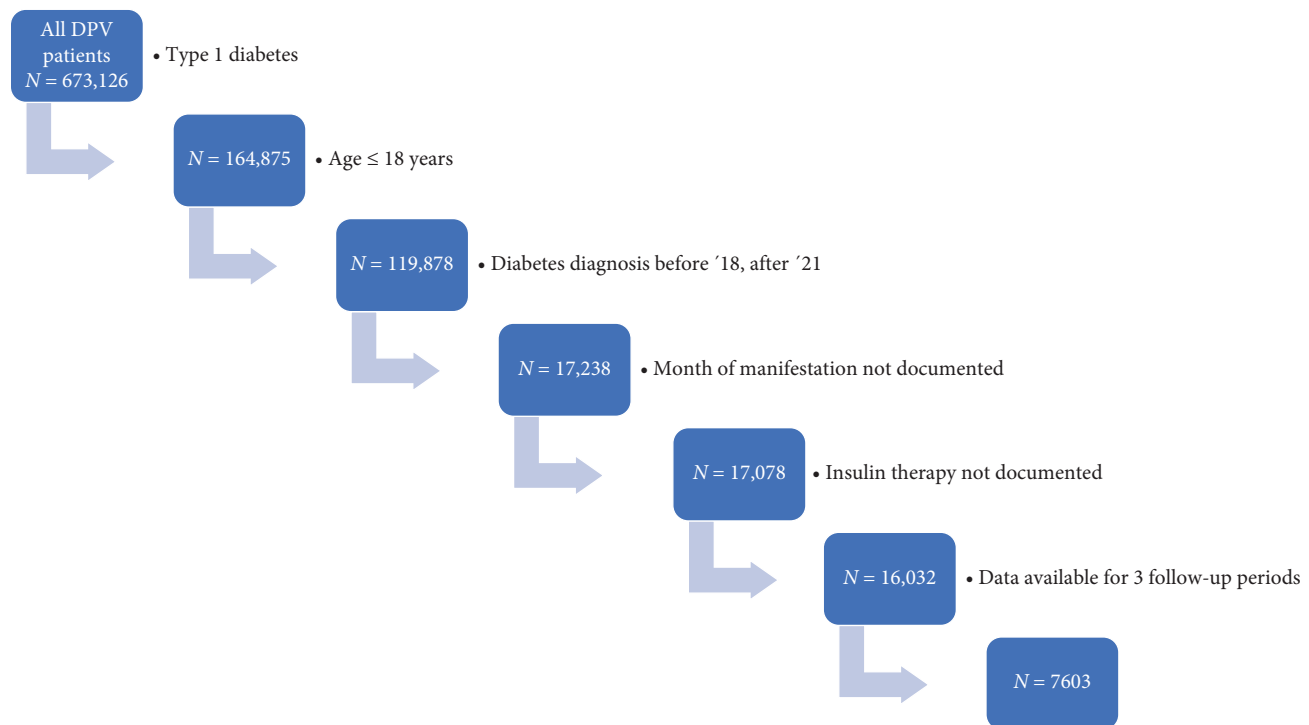 All DPV
patients
N = 673,126
• Type 1 diabetes
N = 164,875
• Age ≤ 18 years
N = 119,878
• Diabetes diagnosis before ´18, after ´21
N = 17,238
• Month of manifestation not documented
N = 17,078
• Insulin therapy not documented
N = 16,032
• Data available for 3 follow-up periods
N = 7603